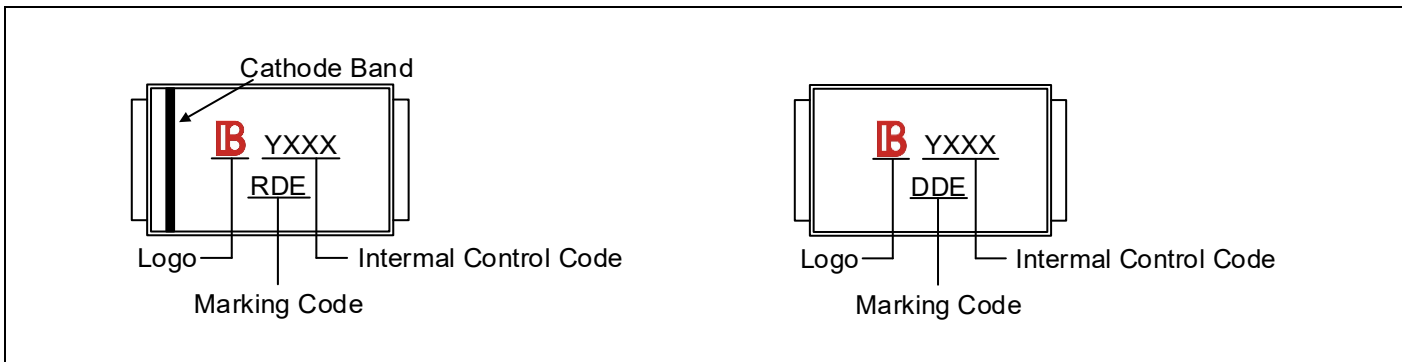 Cathode Band
B YXXX
RDE
Logo
Intermal Control Code
Marking Code
B YXXX
DDE
Logo
Intermal Control Code
Marking Code